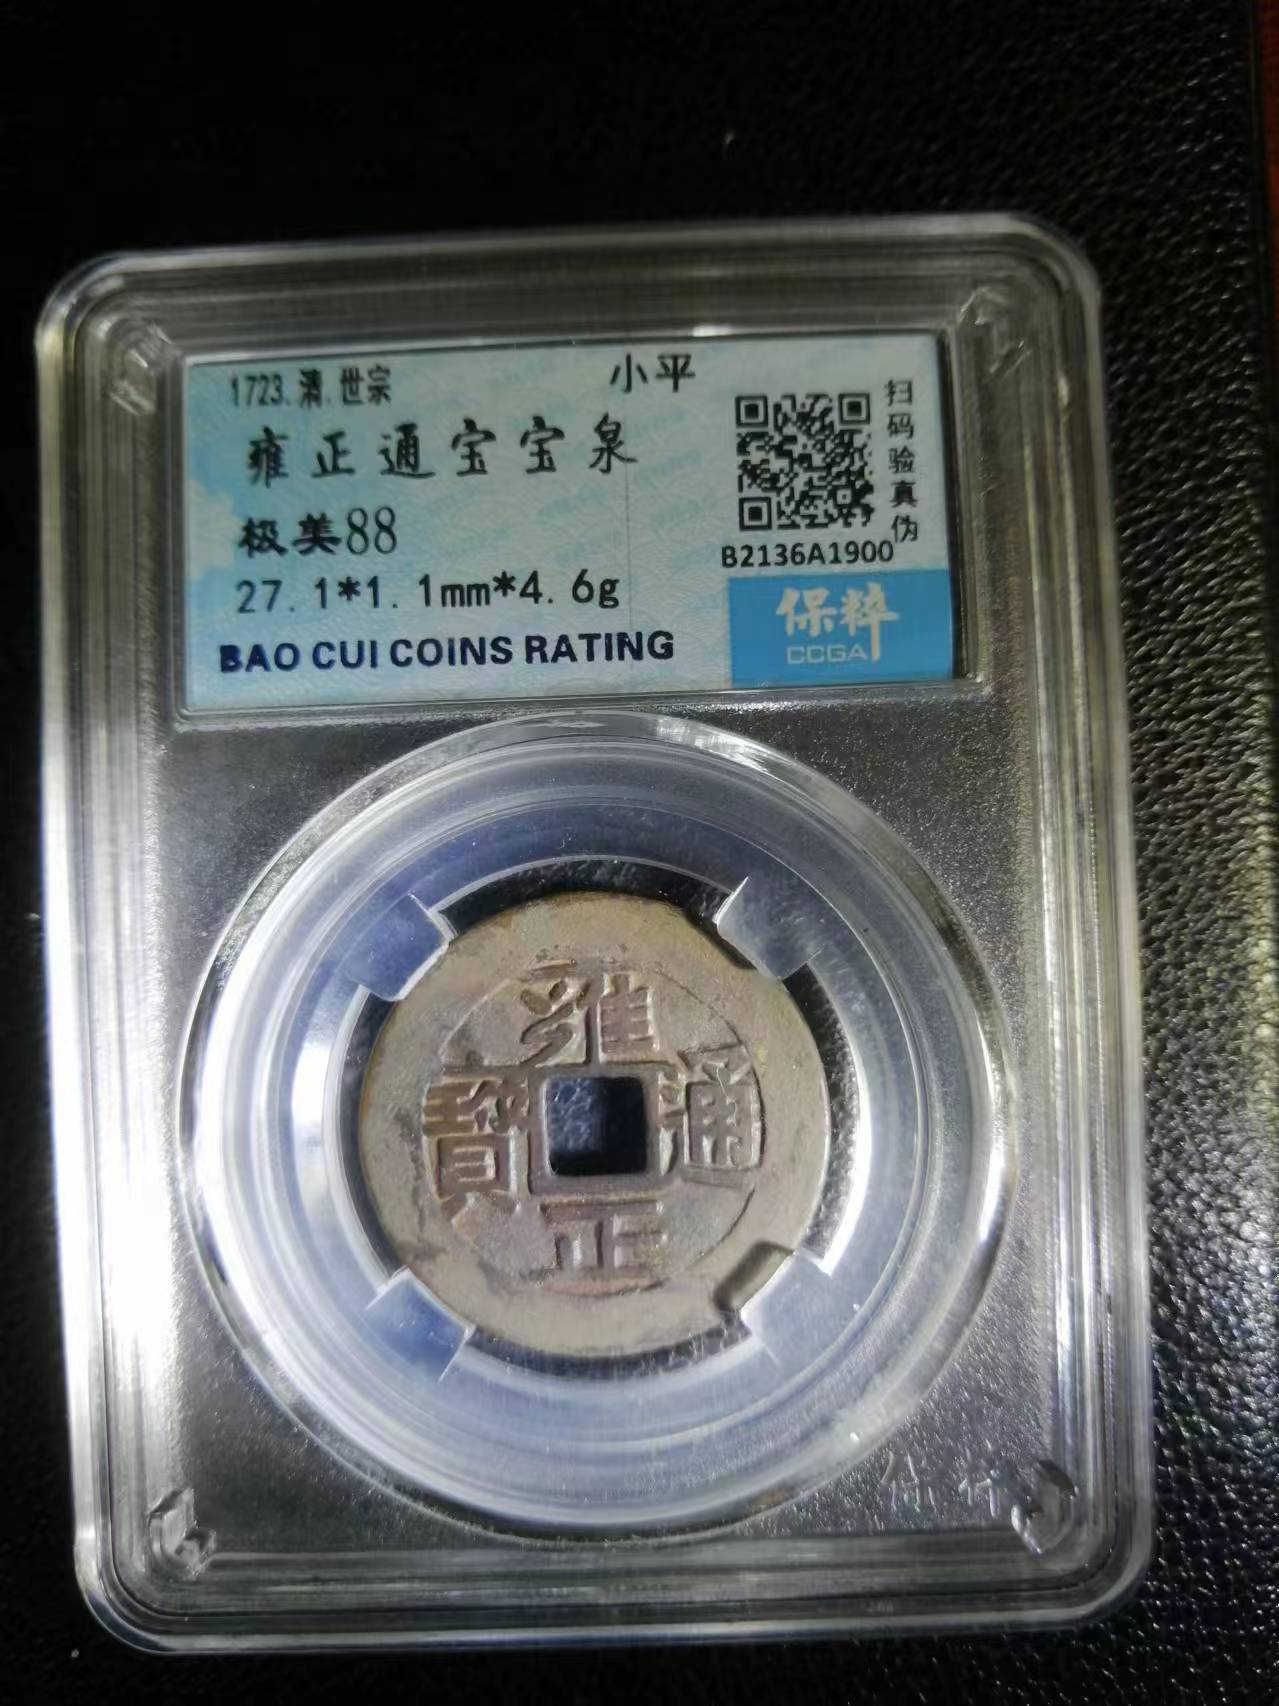 1723.清.世宗
小平
雍正通宝宝泉
极美88
27.1*1.1mm*4.6g
BAO CUI COINS RATING
扫码验真伪
B2136A1900
保粹
CCGA
雍正通寶
保粹